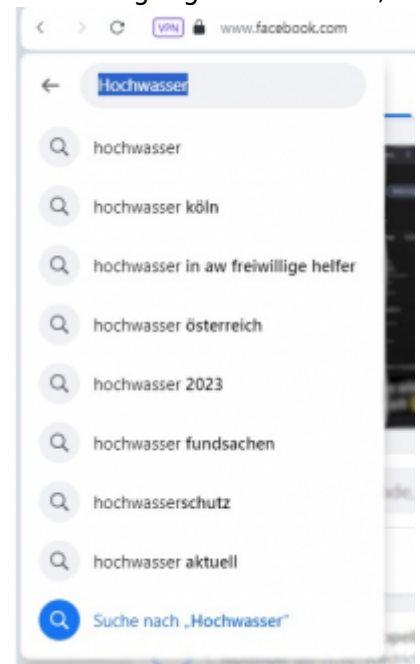 VPN www.facebook.com
Hochwasser
hochwasser
hochwasser köln
hochwasser in aw freiwillige helfer
hochwasser österreich
hochwasser 2023
hochwasser fundsachen
hochwasserschutz
hochwasser aktuell
Suche nach „Hochwasser“